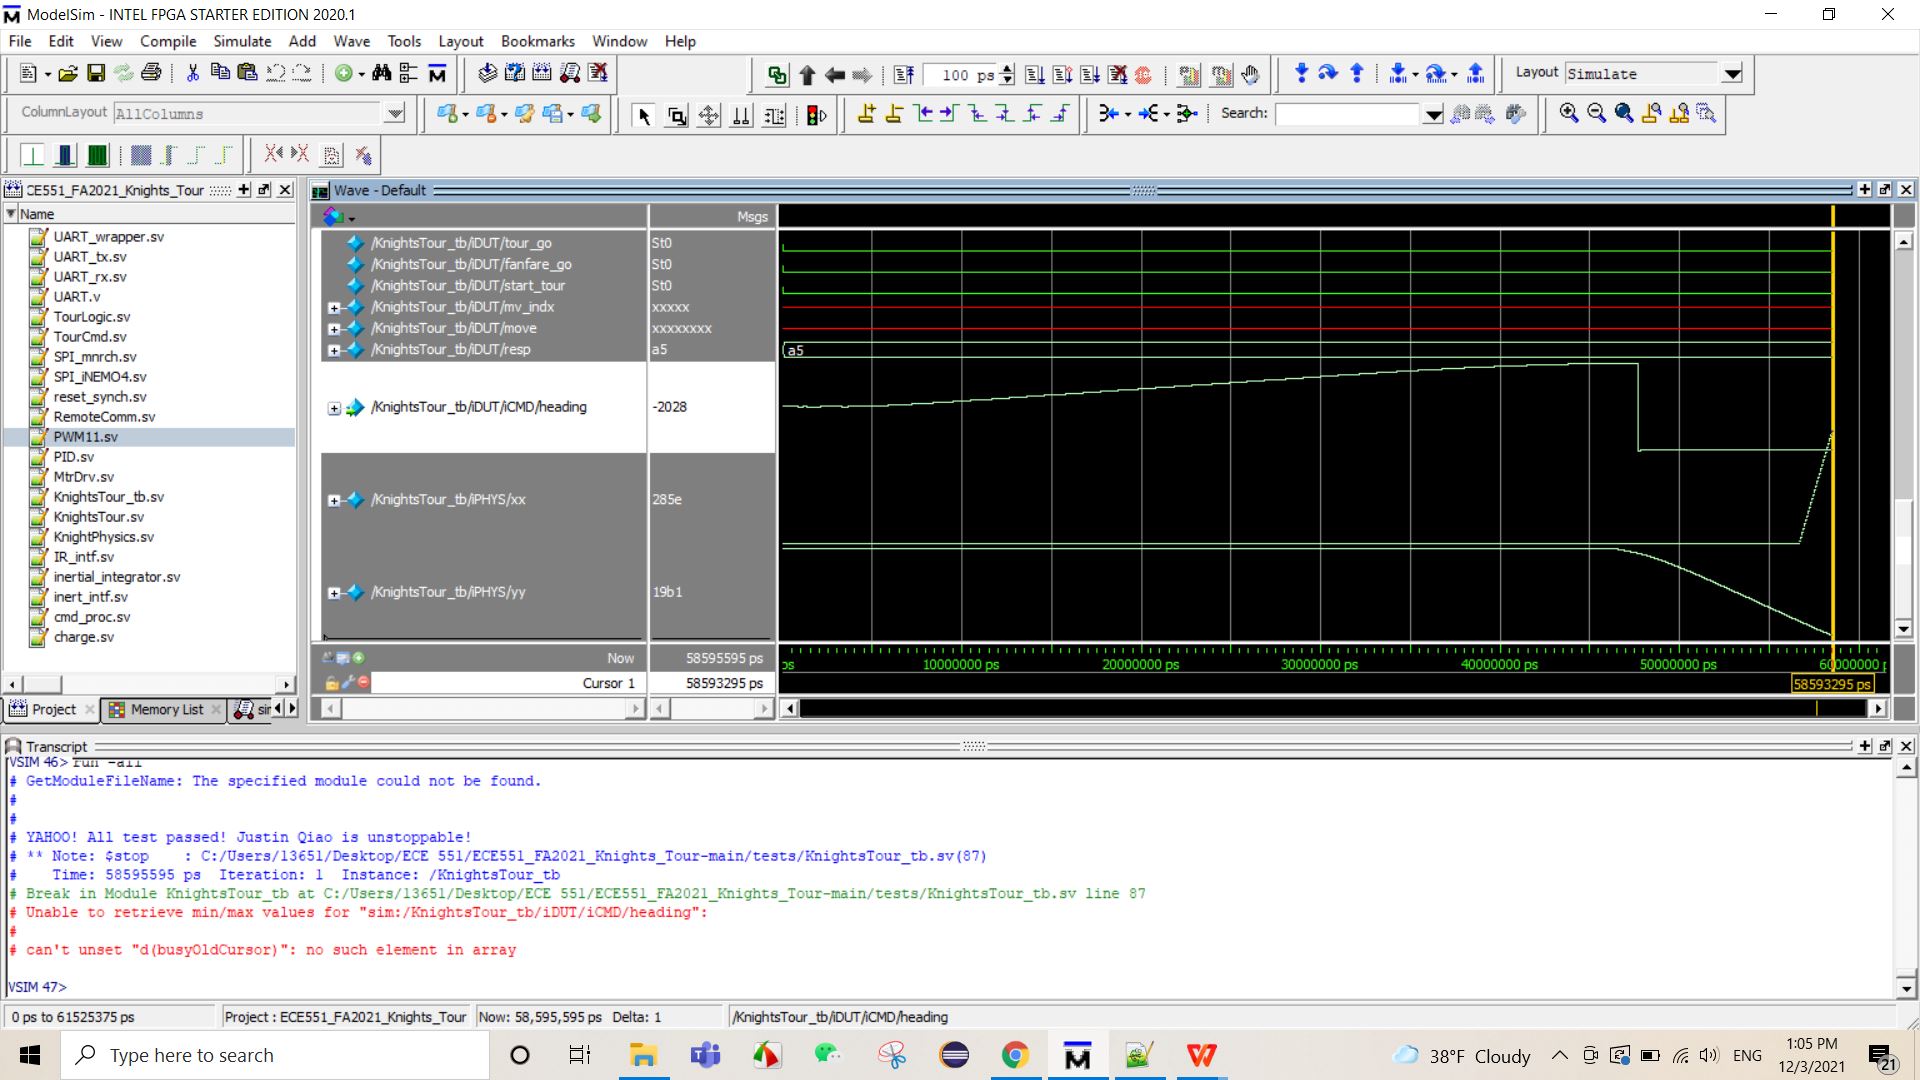 ModelSim - INTEL FPGA STARTER EDITION 2020.1
File Edit View Compile Simulate Add Wave Tools Layout Bookmarks Window Help
100 ps
Layout Simulate
ColumnLayout AllColumns
Search:
ECE551_FA2021_Knights_Tour
Name
UART_wrapper.sv
UART_tx.sv
UART_rx.sv
UART.v
TourLogic.sv
TourCmd.sv
SPI_mnrch.sv
SPI_iNEMO4.sv
reset_synch.sv
RemoteComm.sv
PWM11.sv
PID.sv
MtrDrv.sv
KnightsTour_tb.sv
KnightsTour.sv
KnightPhysics.sv
IR_intf.sv
inertial_integrator.sv
inert_intf.sv
cmd_proc.sv
charge.sv
Project
Memory List
sim
Wave - Default
Msgs
/KnightsTour_tb/iDUT/tour_go St0
/KnightsTour_tb/iDUT/fanfare_go St0
/KnightsTour_tb/iDUT/start_tour St0
/KnightsTour_tb/iDUT/mv_indx xxxxx
/KnightsTour_tb/iDUT/move xxxxxxxx
/KnightsTour_tb/iDUT/resp a5 a5
/KnightsTour_tb/iDUT/iCMD/heading -2028
/KnightsTour_tb/iPHYS/xx 285e
/KnightsTour_tb/iPHYS/yy 19b1
Now 58595595 ps
ps 10000000 ps 20000000 ps 30000000 ps 40000000 ps 50000000 ps 60000000 p
Cursor 1 58593295 ps 58593295 ps
Transcript
VSIM 46> run -all
# GetModuleFileName: The specified module could not be found.
#
#
# YAHOO! All test passed! Justin Qiao is unstoppable!
# ** Note: $stop : C:/Users/13651/Desktop/ECE 551/ECE551_FA2021_Knights_Tour-main/tests/KnightsTour_tb.sv(87)
# Time: 58595595 ps Iteration: 1 Instance: /KnightsTour_tb
# Break in Module KnightsTour_tb at C:/Users/13651/Desktop/ECE 551/ECE551_FA2021_Knights_Tour-main/tests/KnightsTour_tb.sv line 87
# Unable to retrieve min/max values for "sim:/KnightsTour_tb/iDUT/iCMD/heading":
#
# can't unset "d(busyOldCursor)": no such element in array
VSIM 47>
0 ps to 61525375 ps Project : ECE551_FA2021_Knights_Tour Now: 58,595,595 ps Delta: 1 /KnightsTour_tb/iDUT/iCMD/heading
Type here to search
38°F Cloudy
ENG
1:05 PM
12/3/2021
21